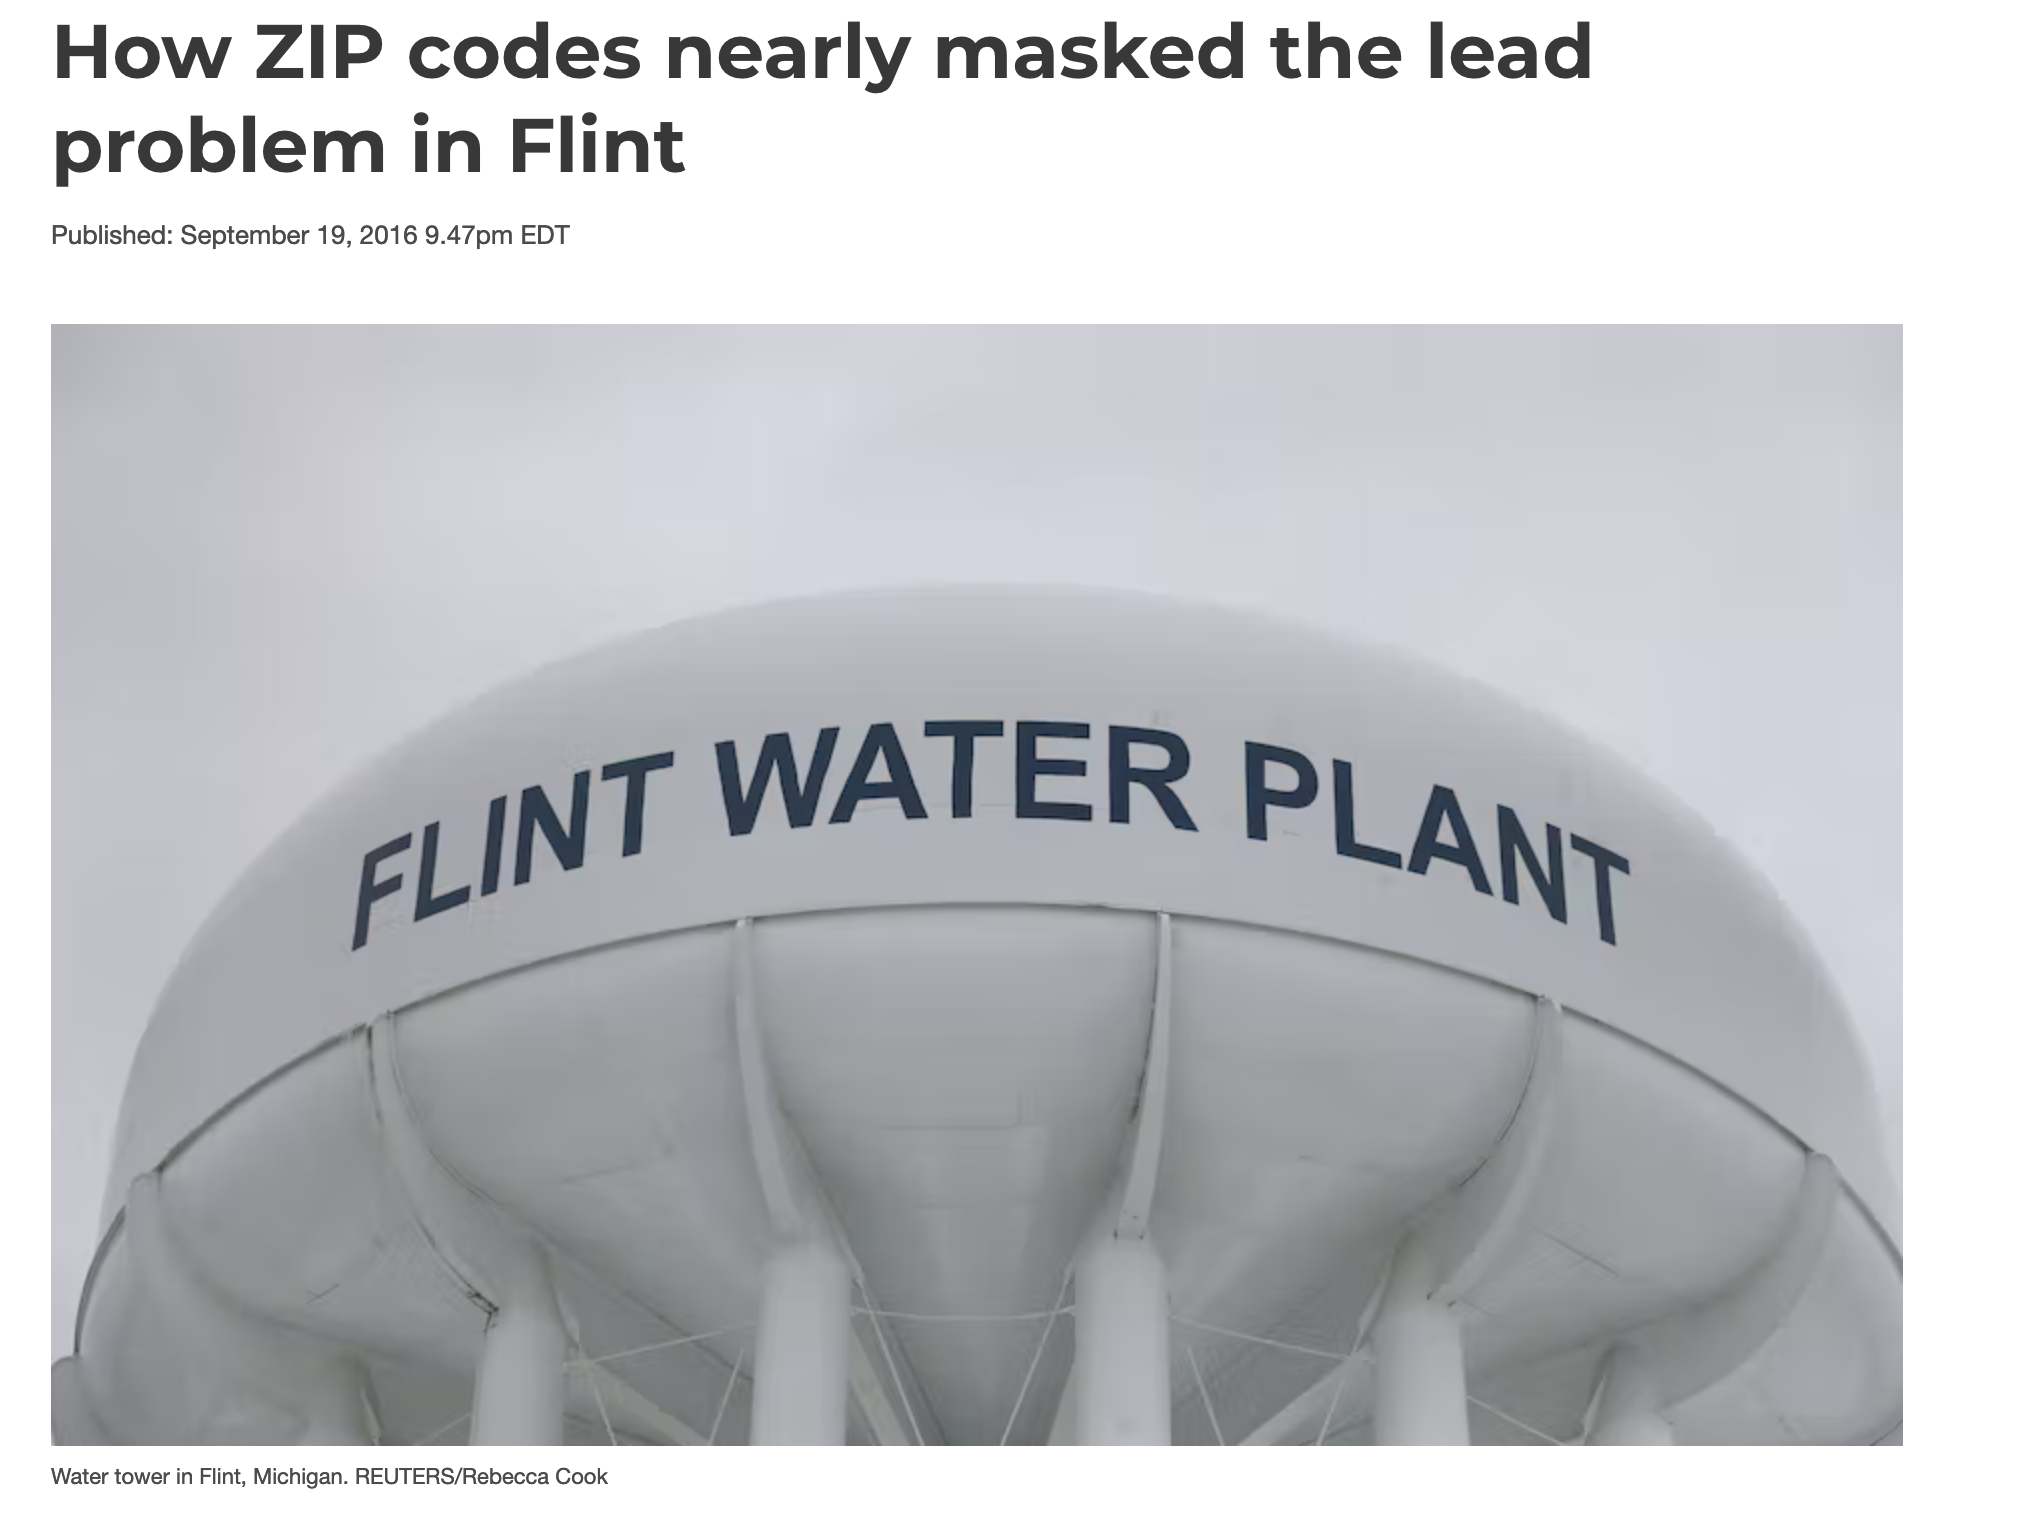 How ZIP codes nearly masked the lead
problem in Flint
Published: September 19, 2016 9.47pm EDT
FLINT WATER PLANT
Water tower in Flint, Michigan. REUTERS/Rebecca Cook